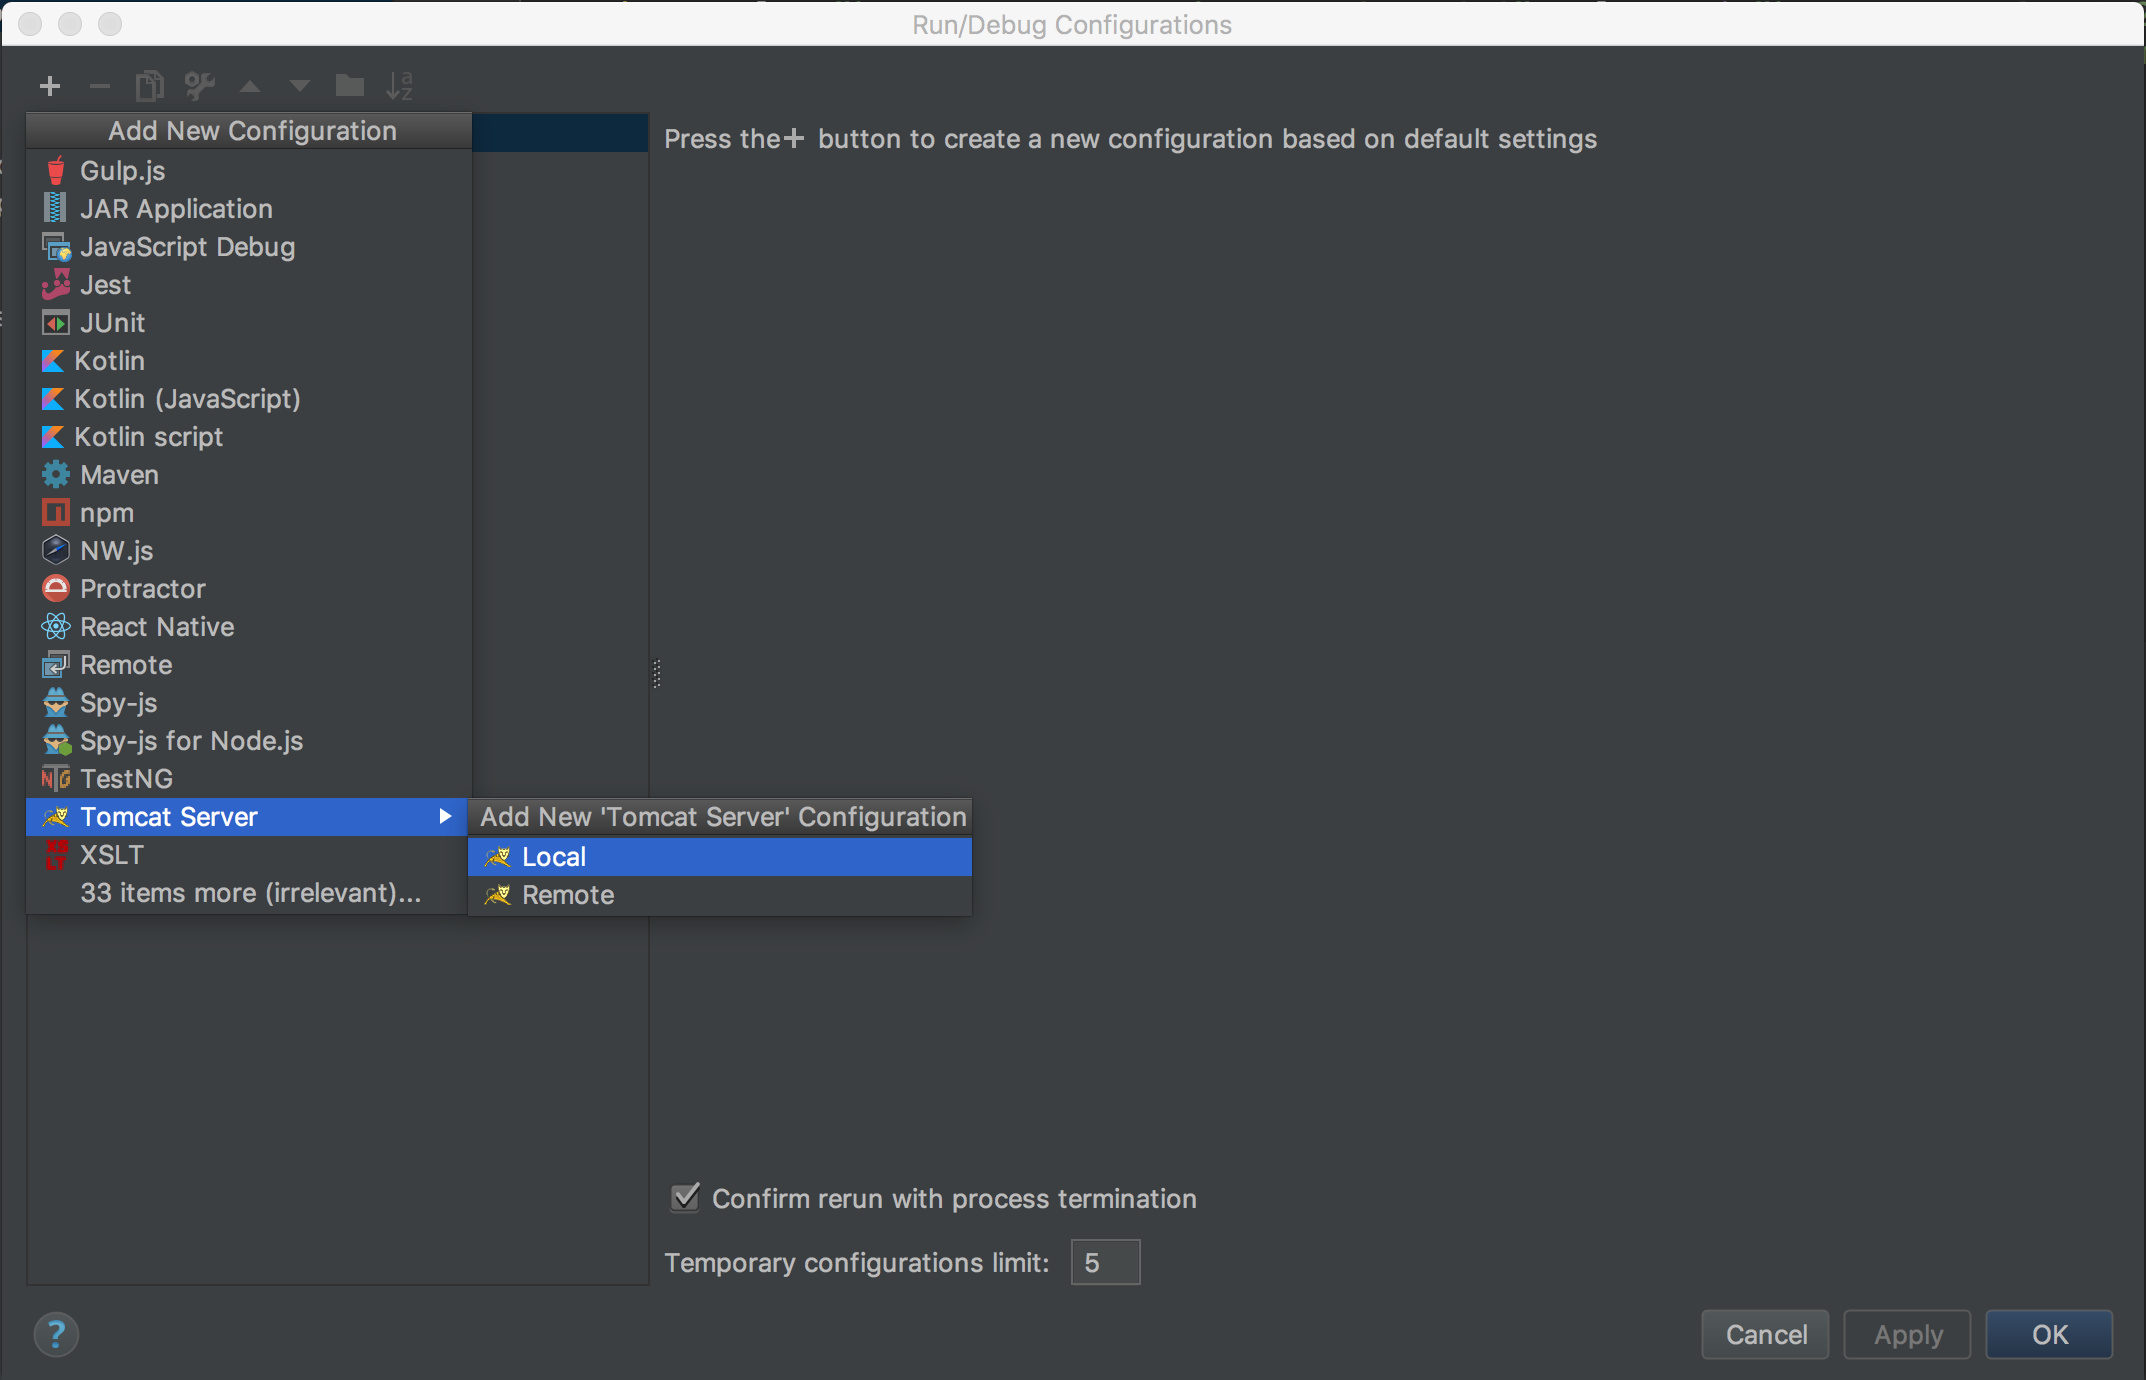 Run/Debug Configurations
Add New Configuration
Press the + button to create a new configuration based on default settings
Gulp.js
JAR Application
JavaScript Debug
Jest
JUnit
Kotlin
Kotlin (JavaScript)
Kotlin script
Maven
npm
NW.js
Protractor
React Native
Remote
Spy-js
Spy-js for Node.js
TestNG
Tomcat Server
XSLT
33 items more (irrelevant)...
Add New 'Tomcat Server' Configuration
Local
Remote
Confirm rerun with process termination
Temporary configurations limit: 5
?
Cancel
Apply
OK